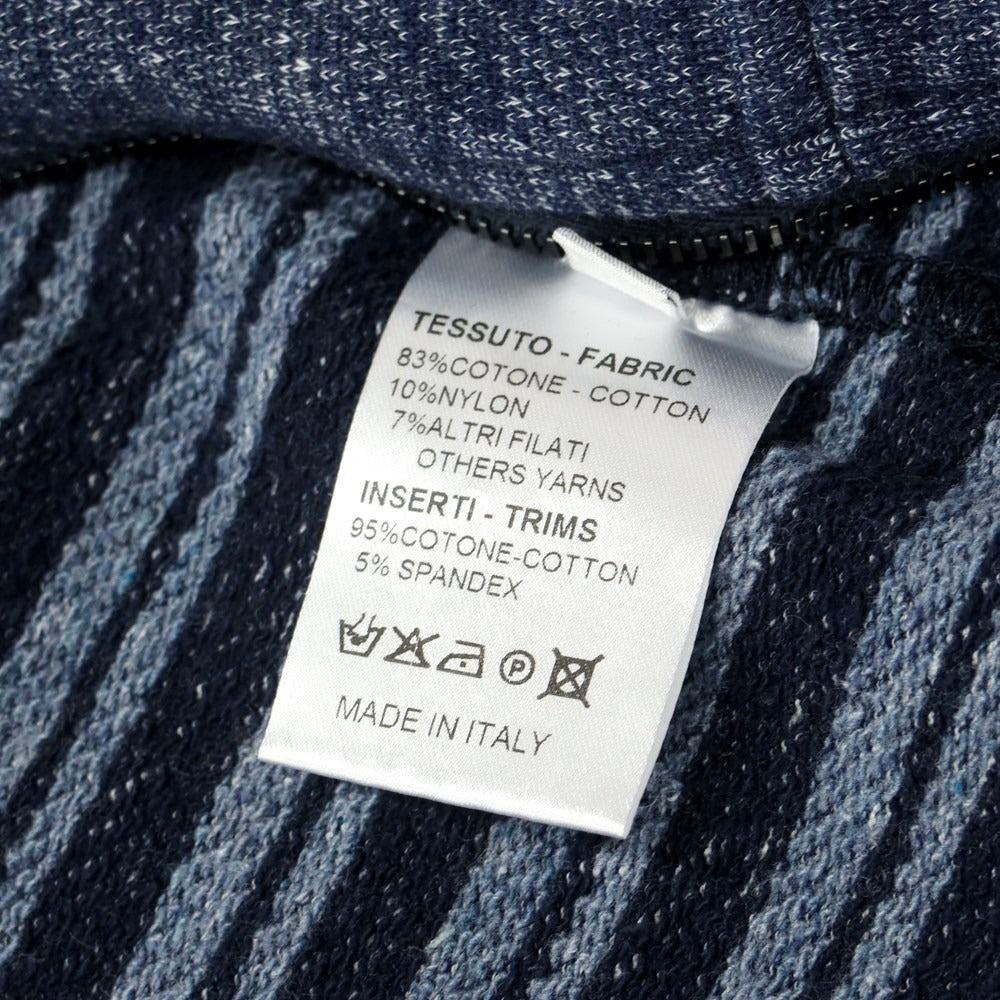 TESSUTO - FABRIC
83%COTONE - COTTON
10%NYLON
7%ALTRI FILATI
OTHERS YARNS
INSERTI - TRIMS
95%COTONE-COTTON
5% SPANDEX
P
MADE IN ITALY